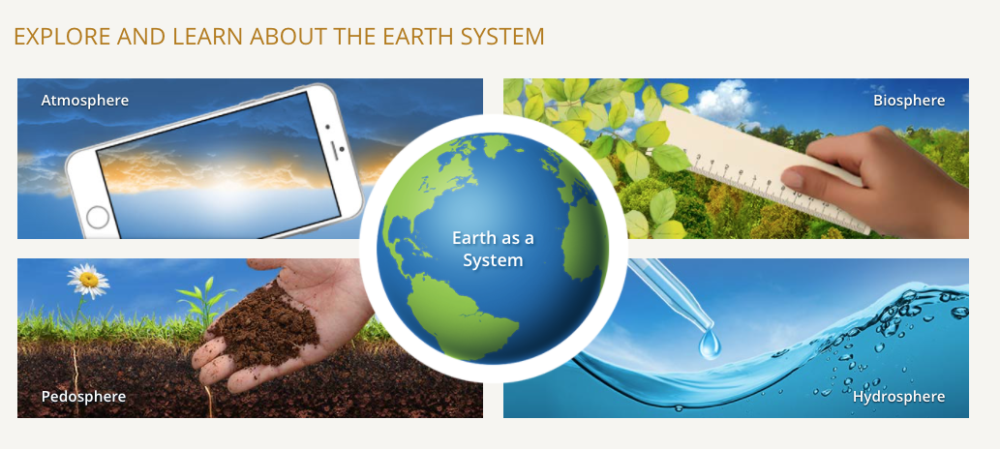 EXPLORE AND LEARN ABOUT THE EARTH SYSTEM
Atmosphere
Biosphere
Earth as a
System
Pedosphere
Hydrosphere